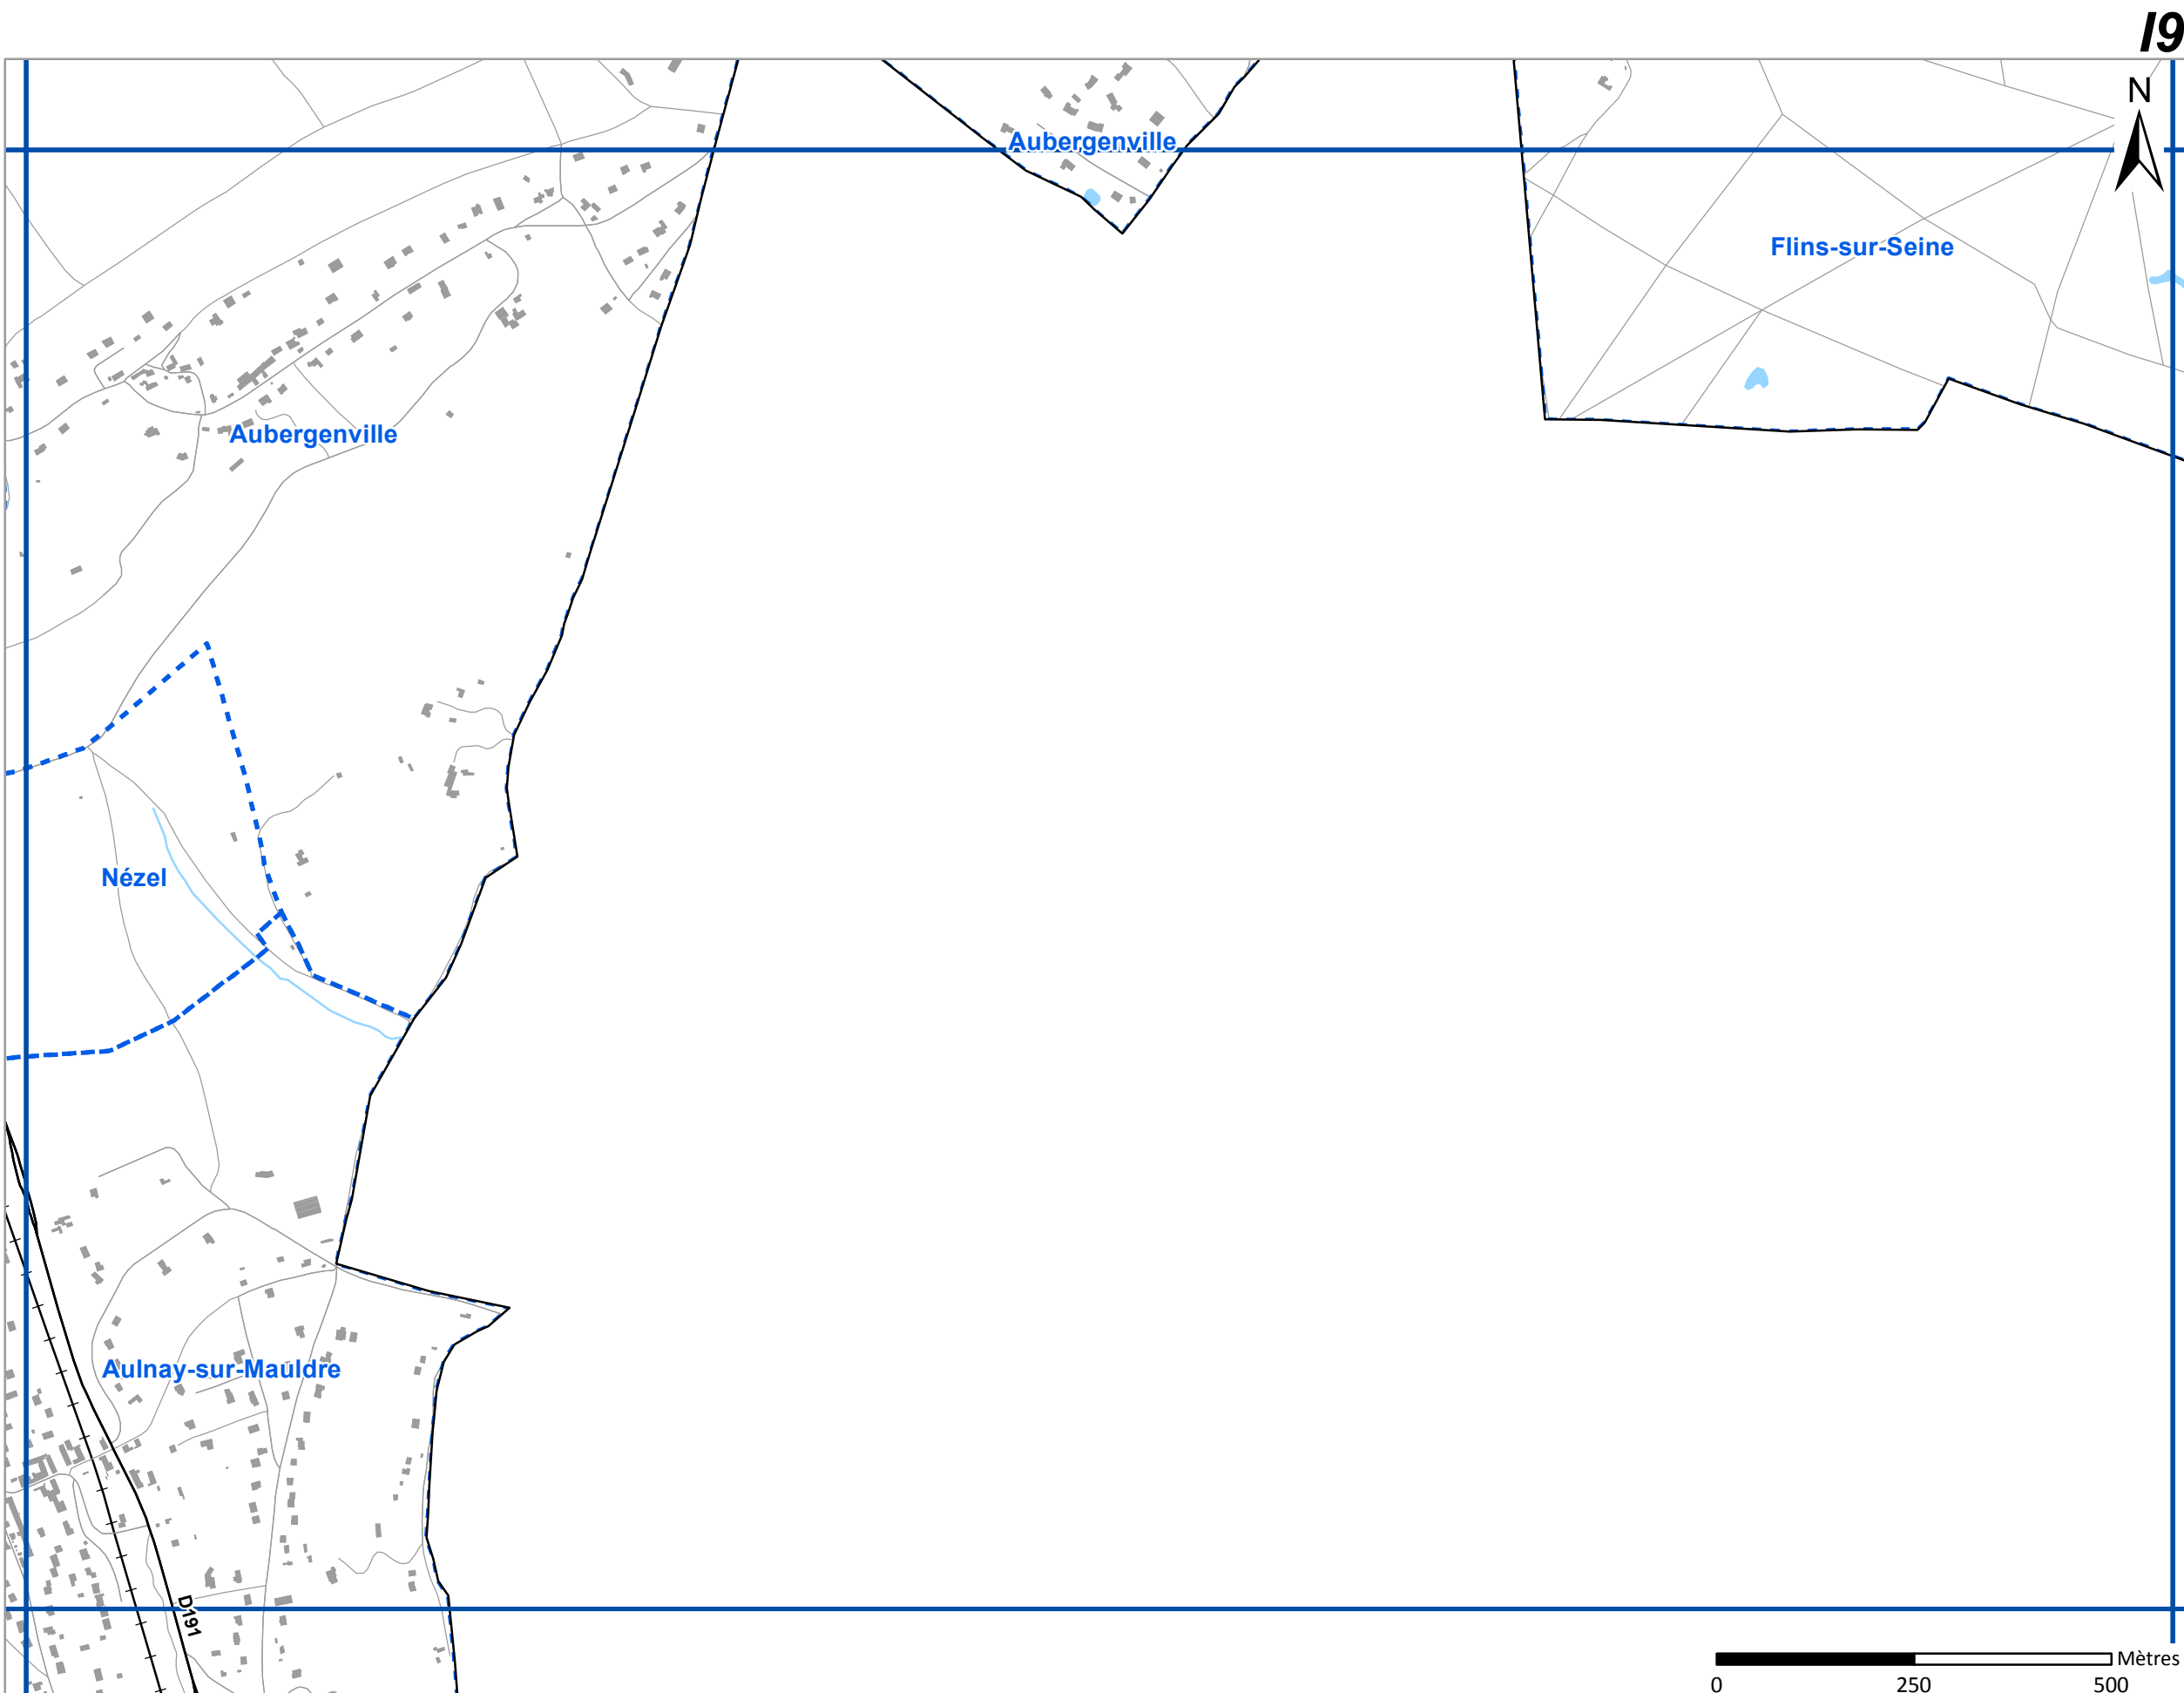 I9
N
Aubergenville
Flins-sur-Seine
Aubergenville
Nézel
Aulnay-sur-Mauldre
D191
Mètres
0 250 500